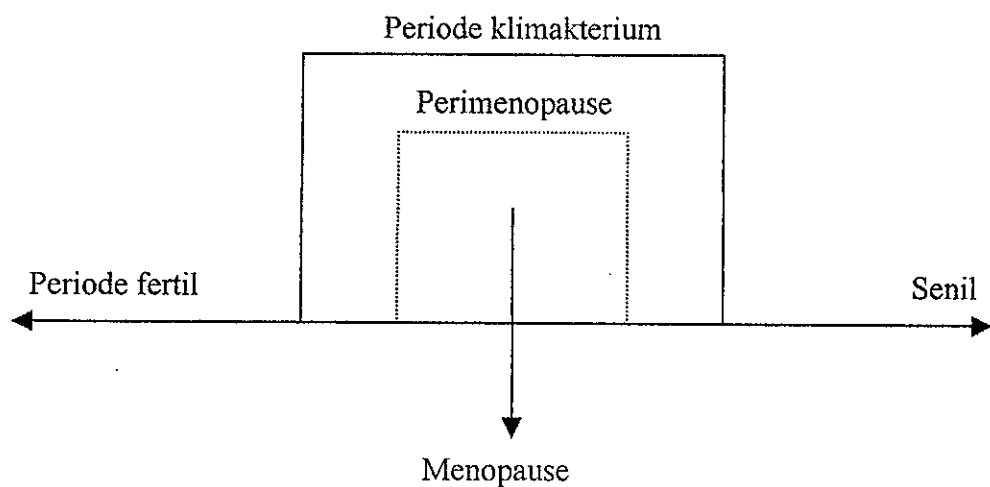 Periode klimakterium
Perimenopause
Periode fertil
Senil
Menopause